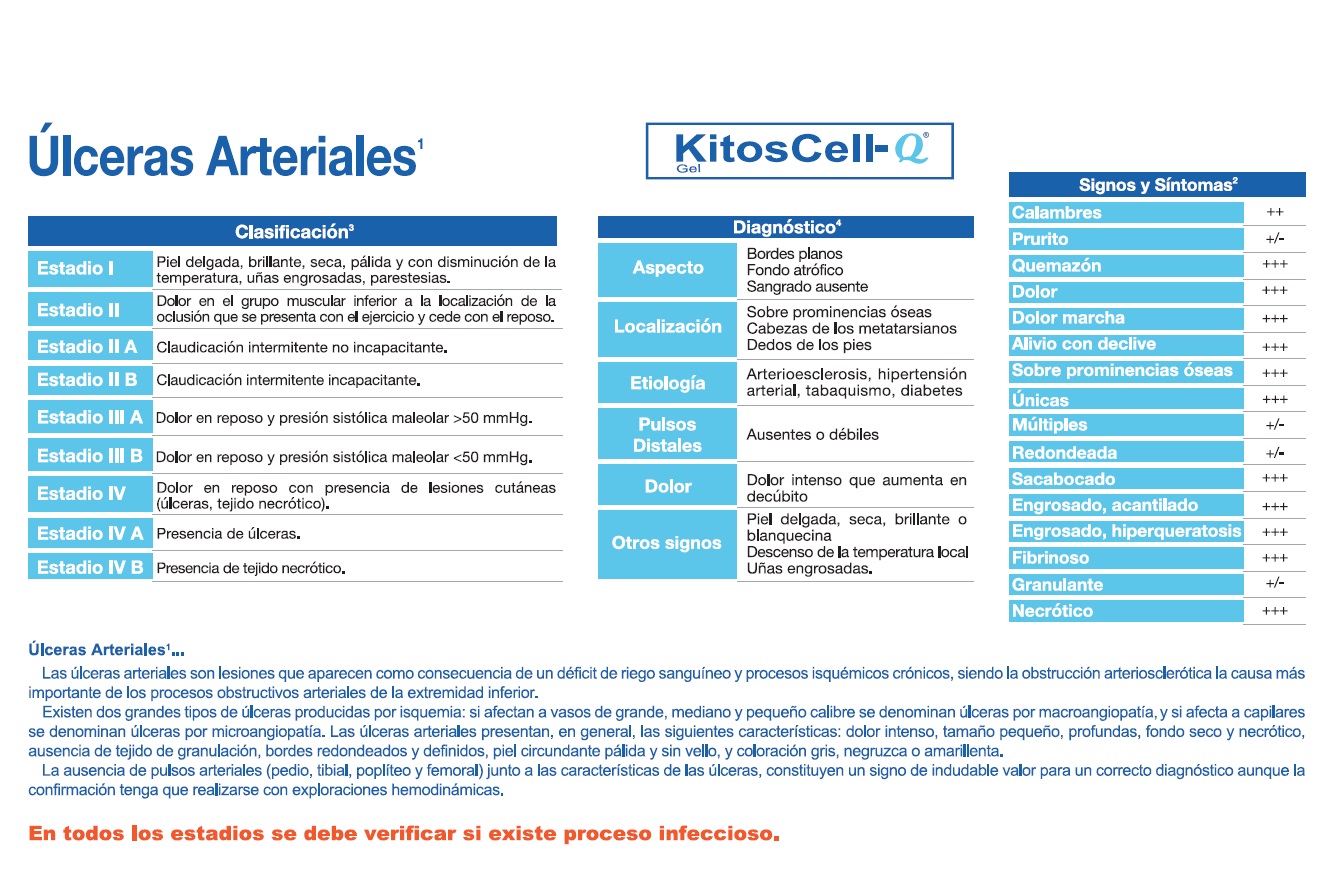 Úlceras Arteriales¹
KitosCell-Q®
Gel
Clasificación³
Estadio I
Piel delgada, brillante, seca, pálida y con disminución de la
temperatura, uñas engrosadas, parestesias.
Estadio II
Dolor en el grupo muscular inferior a la localización de la
oclusión que se presenta con el ejercicio y cede con el reposo.
Estadio II A
Claudicación intermitente no incapacitante.
Estadio II B
Claudicación intermitente incapacitante.
Estadio III A
Dolor en reposo y presión sistólica maleolar >50 mmHg.
Estadio III B
Dolor en reposo y presión sistólica maleolar <50 mmHg.
Estadio IV
Dolor en reposo con presencia de lesiones cutáneas
(úlceras, tejido necrótico).
Estadio IV A
Presencia de úlceras.
Estadio IV B
Presencia de tejido necrótico.
Diagnóstico⁴
Aspecto
Bordes planos
Fondo atrófico
Sangrado ausente
Localización
Sobre prominencias óseas
Cabezas de los metatarsianos
Dedos de los pies
Etiología
Arterioesclerosis, hipertensión
arterial, tabaquismo, diabetes
Pulsos
Distales
Ausentes o débiles
Dolor
Dolor intenso que aumenta en
decúbito
Otros signos
Piel delgada, seca, brillante o
blanquecina
Descenso de la temperatura local
Uñas engrosadas.
Signos y Síntomas²
Calambres ++
Prurito +/-
Quemazón +++
Dolor +++
Dolor marcha +++
Alivio con declive +++
Sobre prominencias óseas +++
Únicas +++
Múltiples +/-
Redondeada +/-
Sacabocado +++
Engrosado, acantilado +++
Engrosado, hiperqueratosis +++
Fibrinoso +++
Granulante +/-
Necrótico +++
Úlceras Arteriales¹...
Las úlceras arteriales son lesiones que aparecen como consecuencia de un déficit de riego sanguíneo y procesos isquémicos crónicos, siendo la obstrucción arteriosclerótica la causa más
importante de los procesos obstructivos arteriales de la extremidad inferior.
Existen dos grandes tipos de úlceras producidas por isquemia: si afectan a vasos de grande, mediano y pequeño calibre se denominan úlceras por macroangiopatía, y si afecta a capilares
se denominan úlceras por microangiopatía. Las úlceras arteriales presentan, en general, las siguientes características: dolor intenso, tamaño pequeño, profundas, fondo seco y necrótico,
ausencia de tejido de granulación, bordes redondeados y definidos, piel circundante pálida y sin vello, y coloración gris, negruzca o amarillenta.
La ausencia de pulsos arteriales (pedio, tibial, poplíteo y femoral) junto a las características de las úlceras, constituyen un signo de indudable valor para un correcto diagnóstico aunque la
confirmación tenga que realizarse con exploraciones hemodinámicas.
En todos los estadios se debe verificar si existe proceso infeccioso.